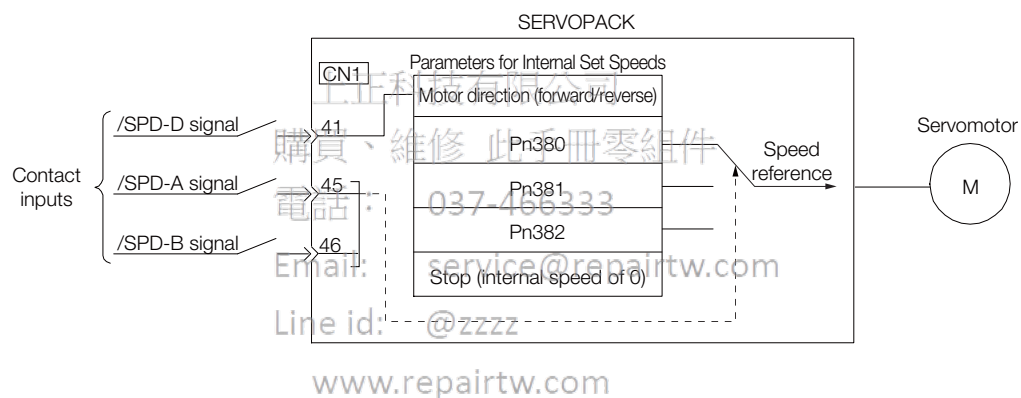 SERVOPACK
CN1
Parameters for Internal Set Speeds
Motor direction (forward/reverse)
/SPD-D signal
41
Pn380
Speed
reference
Servomotor
M
Contact
inputs
/SPD-A signal
45
Pn381
/SPD-B signal
46
Pn382
Stop (internal speed of 0)
上正科技有限公司
購買、維修 此手冊零組件
電話： 037-466333
Email: service@repairtw.com
Line id: @zzzz
www.repairtw.com